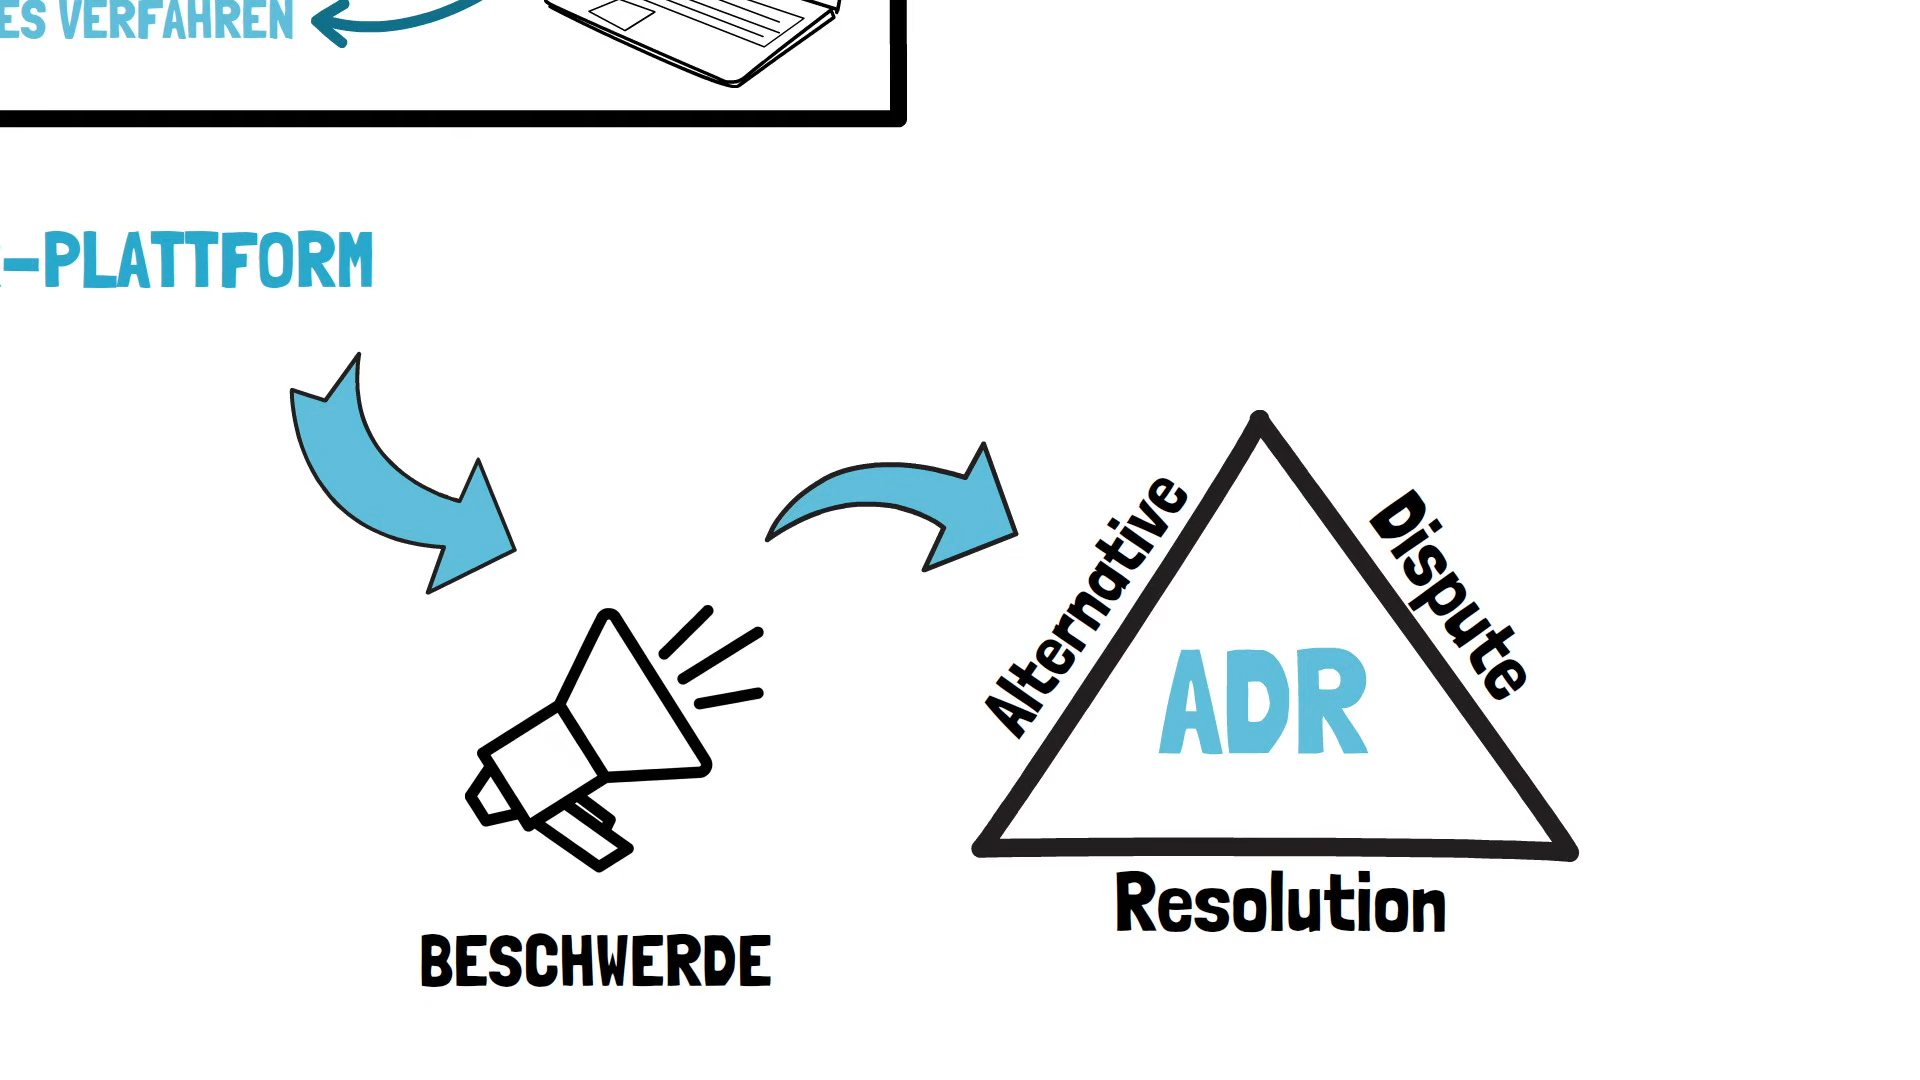 ES VERFAHREN
-PLATTFORM
Alternative
Dispute
ADR
Resolution
BESCHWERDE